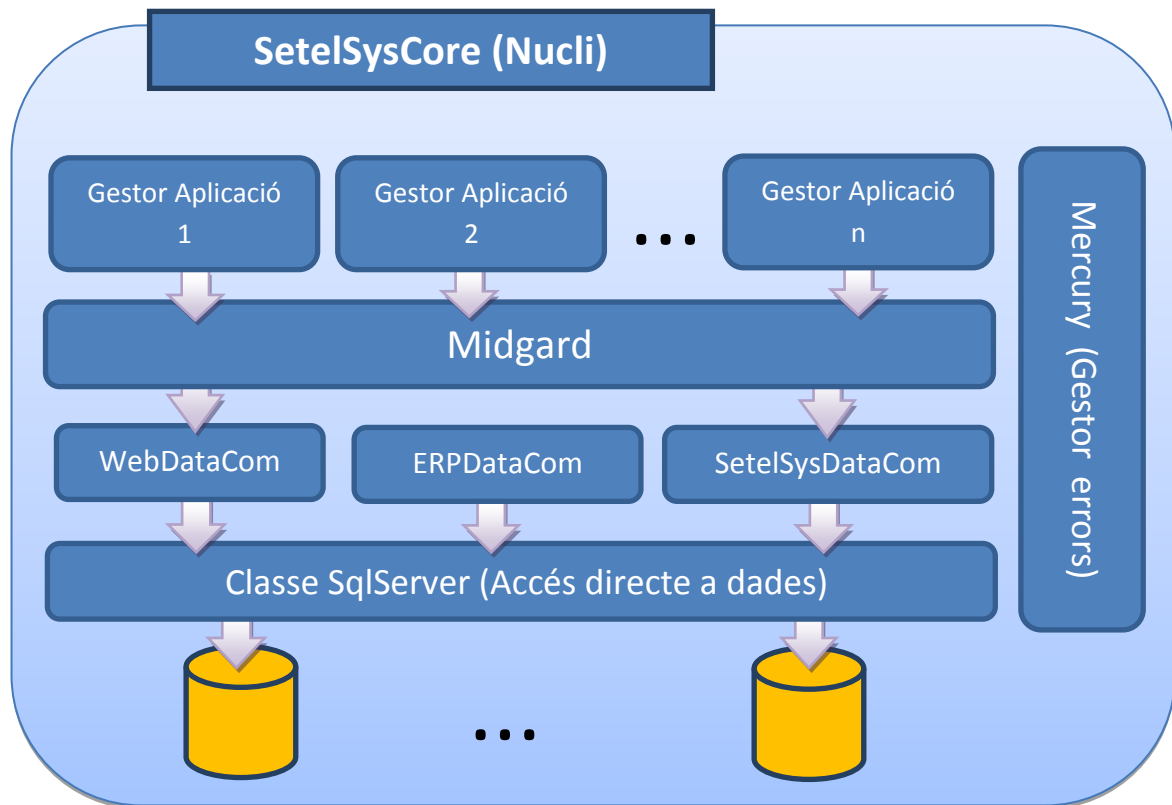 SetelSysCore (Nucli)
Gestor Aplicació
1
Gestor Aplicació
2
...
Gestor Aplicació
n
Mercury (Gestor errors)
Midgard
WebDataCom
ERPDataCom
SetelSysDataCom
Classe SqlServer (Accés directe a dades)
...